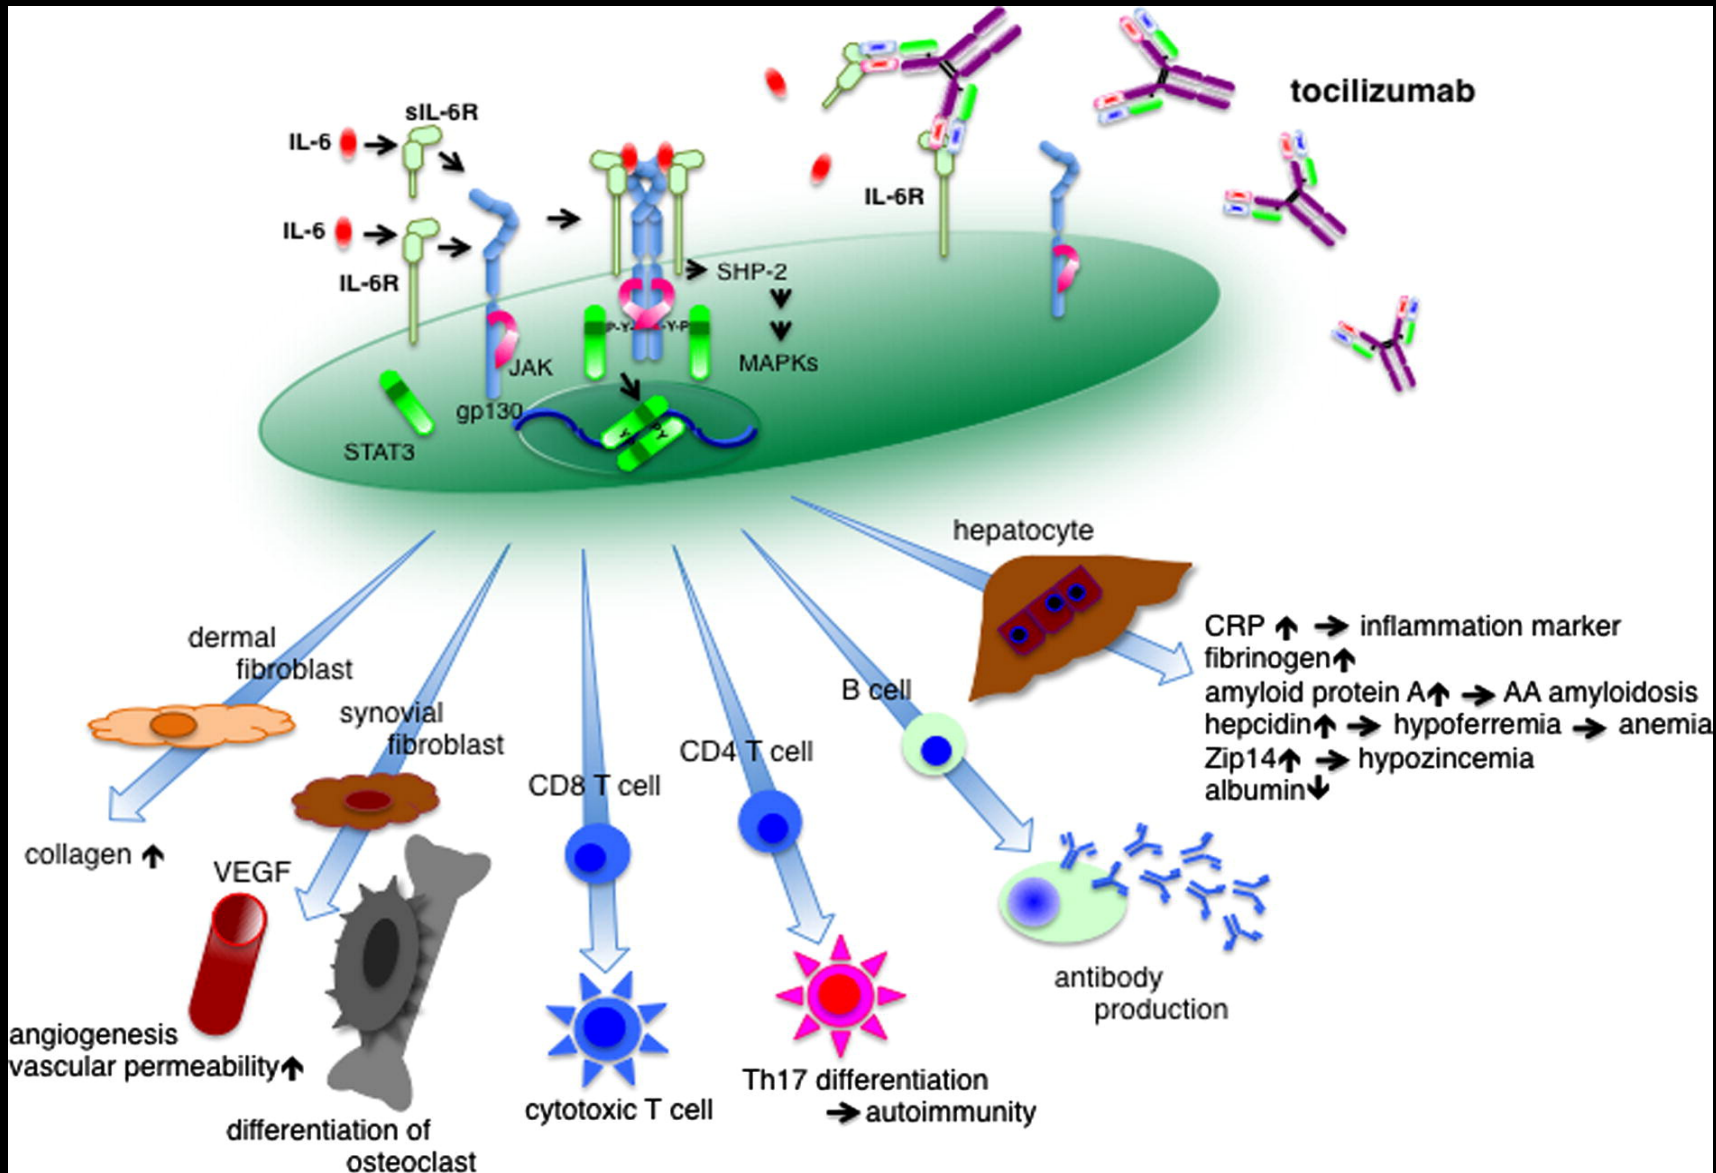 tocilizumab
sIL-6R
IL-6
IL-6
IL-6R
IL-6R
SHP-2
MAPKs
P-Y-
-Y-P
JAK
gp130
STAT3
YP
PY
hepatocyte
CRP ↑ → inflammation marker
fibrinogen↑
amyloid protein A↑ → AA amyloidosis
hepcidin↑ → hypoferremia → anemia
Zip14↑ → hypozincemia
albumin↓
dermal
fibroblast
synovial
fibroblast
CD8 T cell
CD4 T cell
B cell
collagen ↑
VEGF
angiogenesis
vascular permeability↑
differentiation of
osteoclast
cytotoxic T cell
Th17 differentiation
→ autoimmunity
antibody
production